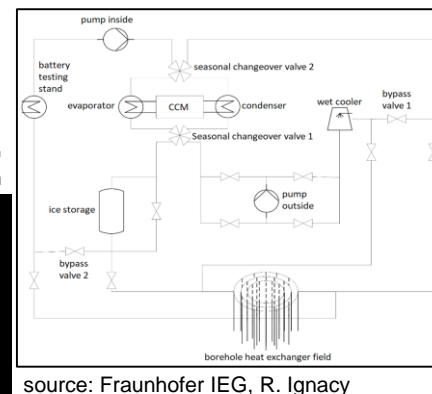 pump inside
seasonal changeover valve 2
battery
testing
stand
evaporator
CCM
condenser
wet cooler
bypass
valve 1
Seasonal changeover valve 1
ice storage
pump
outside
bypass
valve 2
borehole heat exchanger field
source: Fraunhofer IEG, R. Ignacy